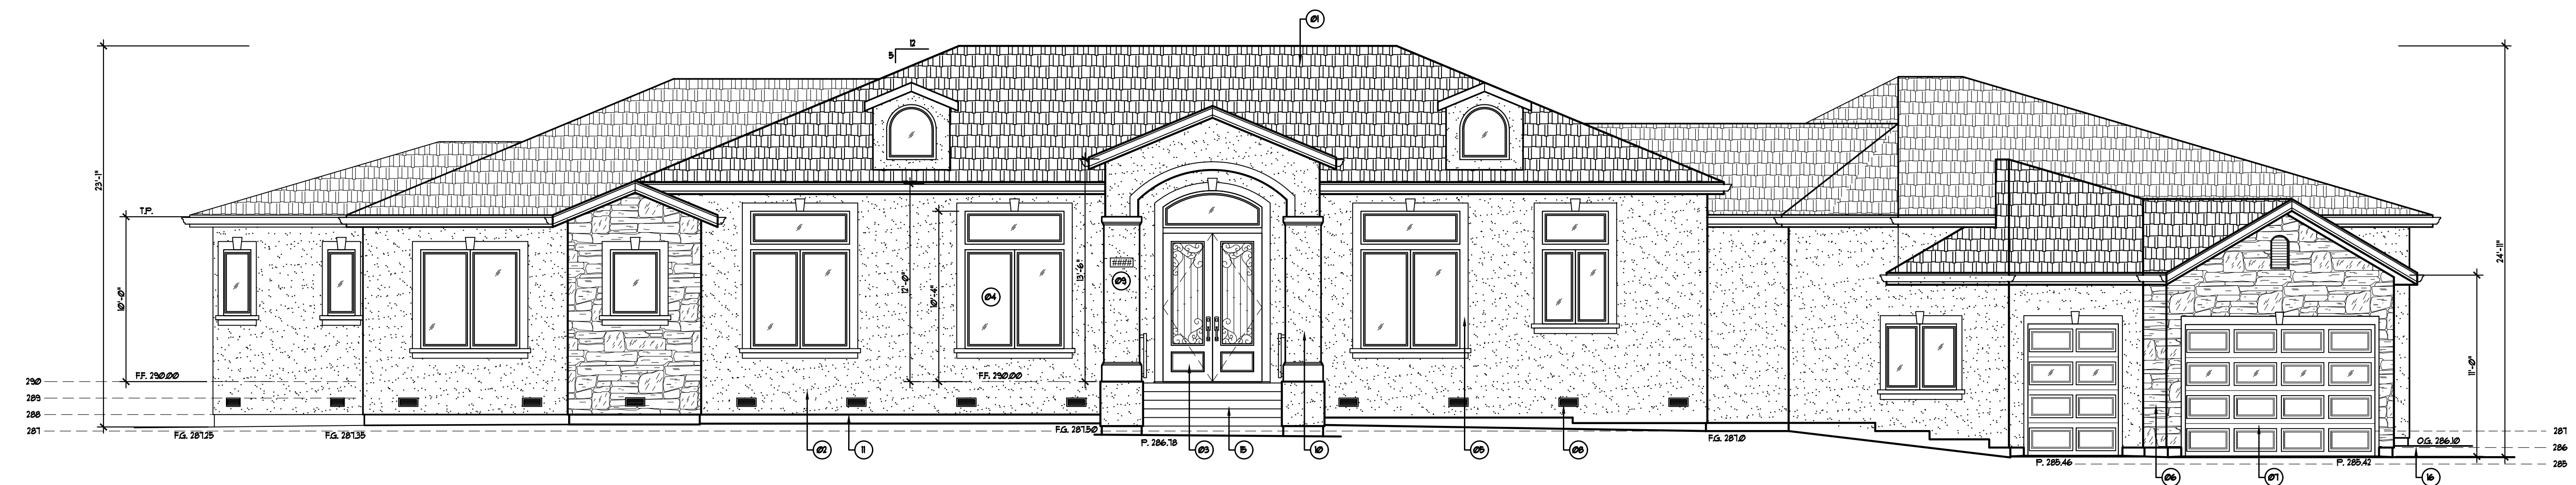 01
12
5
23'-1"
24'-11"
T.P.
10'-0"
12'-0"
10'-4"
13'-6"
####
09
04
11'-0"
F.F. 290.00
F.F. 290.00
290
289
288
287
F.G. 287.25
F.G. 287.35
F.G. 287.50
P. 286.78
F.G. 287.0
O.G. 286.10
287
286
285
P. 285.46
P. 285.42
02
11
03
15
10
05
08
06
07
16